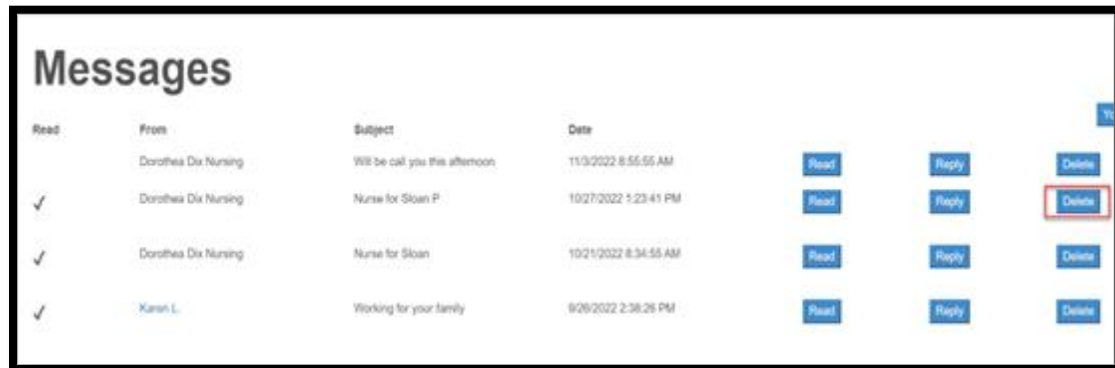 Messages
Yo
Read From Subject Date
Dorothea Dix Nursing Will be call you this afternoon 11/3/2022 8:55:55 AM Read Reply Delete
✓ Dorothea Dix Nursing Nurse for Sloan P 10/27/2022 1:23:41 PM Read Reply Delete
✓ Dorothea Dix Nursing Nurse for Sloan 10/21/2022 8:34:55 AM Read Reply Delete
✓ Karen L. Working for your family 9/26/2022 2:38:26 PM Read Reply Delete